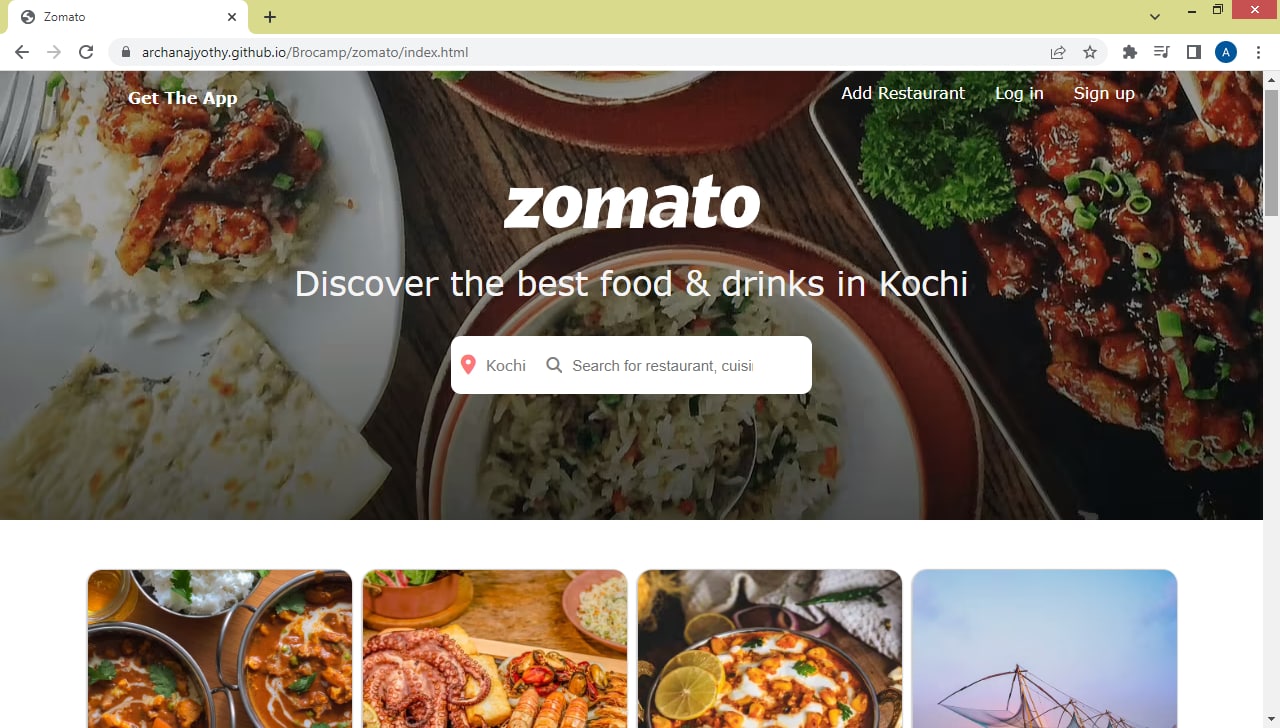 Zomato
archanajyothy.github.io/Brocamp/zomato/index.html
A
Get The App
Add Restaurant Log in Sign up
zomato
Discover the best food & drinks in Kochi
Kochi Search for restaurant, cuisi